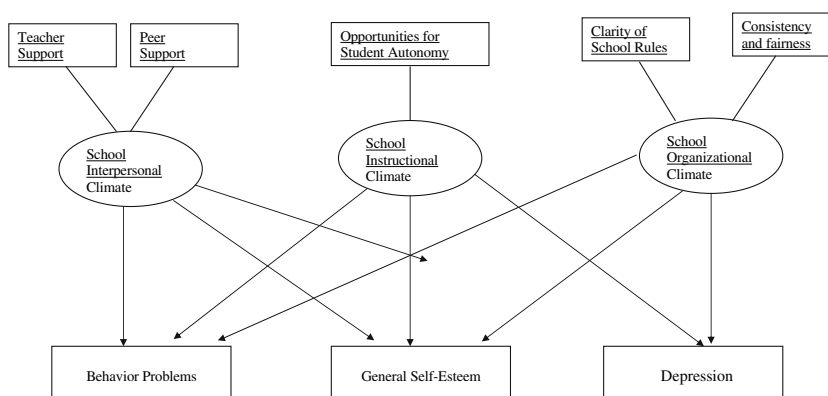 Teacher
Support
Peer
Support
Opportunities for
Student Autonomy
Clarity of
School Rules
Consistency
and fairness
School
Interpersonal
Climate
School
Instructional
Climate
School
Organizational
Climate
Behavior Problems
General Self-Esteem
Depression